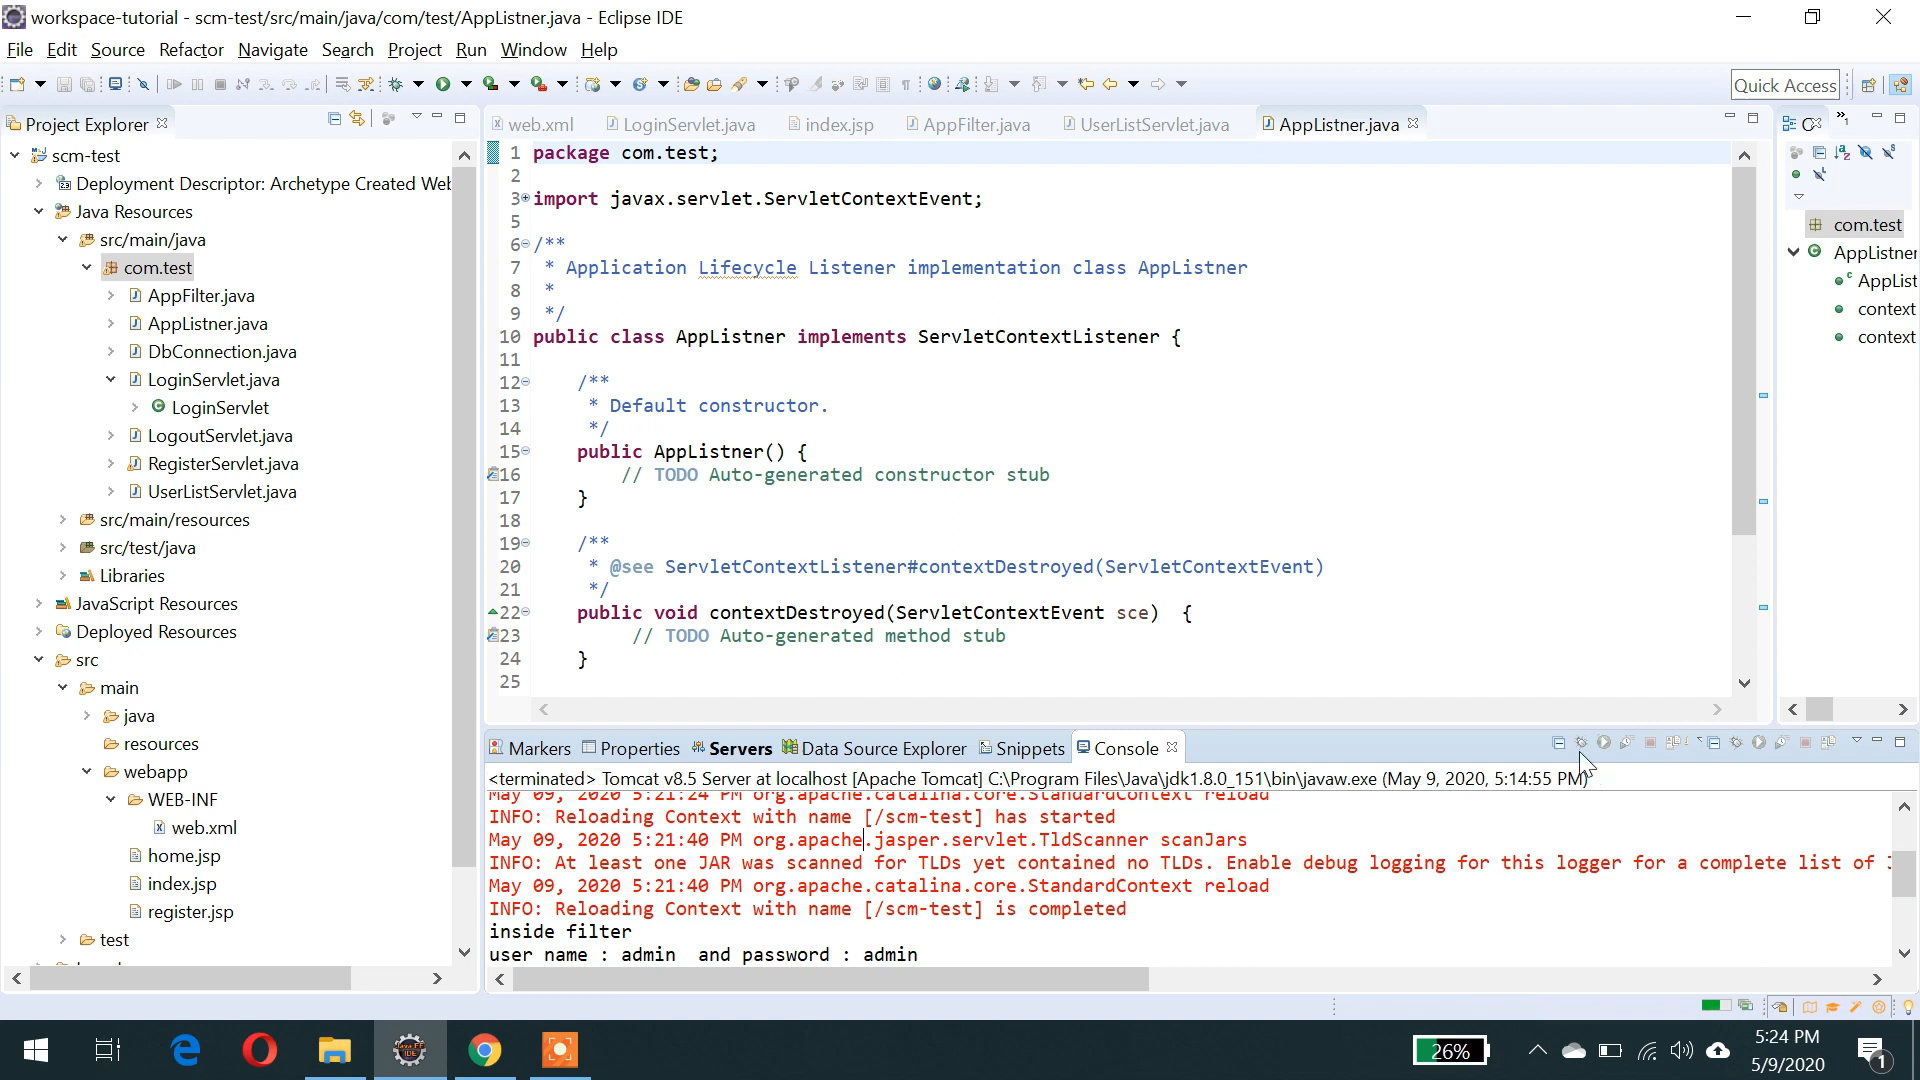 workspace-tutorial - scm-test/src/main/java/com/test/AppListner.java - Eclipse IDE
File Edit Source Refactor Navigate Search Project Run Window Help
Quick Access
Project Explorer
scm-test
Deployment Descriptor: Archetype Created Wel
Java Resources
src/main/java
com.test
AppFilter.java
AppListner.java
DbConnection.java
LoginServlet.java
LoginServlet
LogoutServlet.java
RegisterServlet.java
UserListServlet.java
src/main/resources
src/test/java
Libraries
JavaScript Resources
Deployed Resources
src
main
java
resources
webapp
WEB-INF
web.xml
home.jsp
index.jsp
register.jsp
test
web.xml LoginServlet.java index.jsp AppFilter.java UserListServlet.java AppListner.java
1 package com.test;
2
3 import javax.servlet.ServletContextEvent;
5
6 /**
7 * Application Lifecycle Listener implementation class AppListner
8 *
9 */
10 public class AppListner implements ServletContextListener {
11
12 /**
13 * Default constructor.
14 */
15 public AppListner() {
16 // TODO Auto-generated constructor stub
17 }
18
19 /**
20 * @see ServletContextListener#contextDestroyed(ServletContextEvent)
21 */
22 public void contextDestroyed(ServletContextEvent sce) {
23 // TODO Auto-generated method stub
24 }
25
com.test
AppListner
AppList
context
context
Markers Properties Servers Data Source Explorer Snippets Console
<terminated> Tomcat v8.5 Server at localhost [Apache Tomcat] C:\Program Files\Java\jdk1.8.0_151\bin\javaw.exe (May 9, 2020, 5:14:55 PM)
May 09, 2020 5:21:24 PM org.apache.catalina.core.StandardContext reload
INFO: Reloading Context with name [/scm-test] has started
May 09, 2020 5:21:40 PM org.apache.jasper.servlet.TldScanner scanJars
INFO: At least one JAR was scanned for TLDs yet contained no TLDs. Enable debug logging for this logger for a complete list of
May 09, 2020 5:21:40 PM org.apache.catalina.core.StandardContext reload
INFO: Reloading Context with name [/scm-test] is completed
inside filter
user name : admin and password : admin
26%
5:24 PM
5/9/2020
1